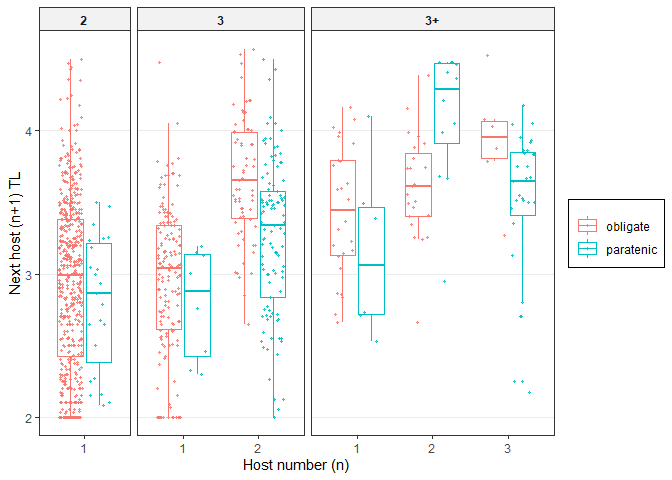 2 3 3+
Next host (n+1) TL
4
3
2
1 1 2 1 2 3
Host number (n)
obligate
paratenic